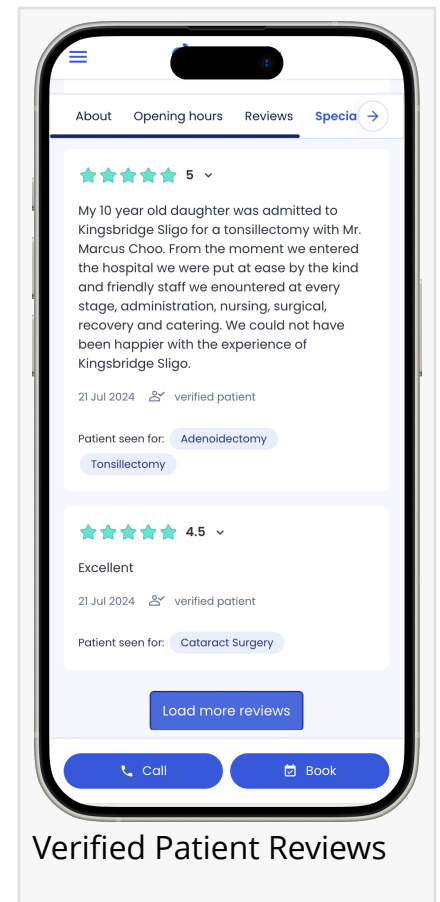 About Opening hours Reviews Specia
5
My 10 year old daughter was admitted to
Kingsbridge Sligo for a tonsillectomy with Mr.
Marcus Choo. From the moment we entered
the hospital we were put at ease by the kind
and friendly staff we enountered at every
stage, administration, nursing, surgical,
recovery and catering. We could not have
been happier with the experience of
Kingsbridge Sligo.
21 Jul 2024 verified patient
Patient seen for: Adenoidectomy
Tonsillectomy
4.5
Excellent
21 Jul 2024 verified patient
Patient seen for: Cataract Surgery
Load more reviews
Call Book
Verified Patient Reviews